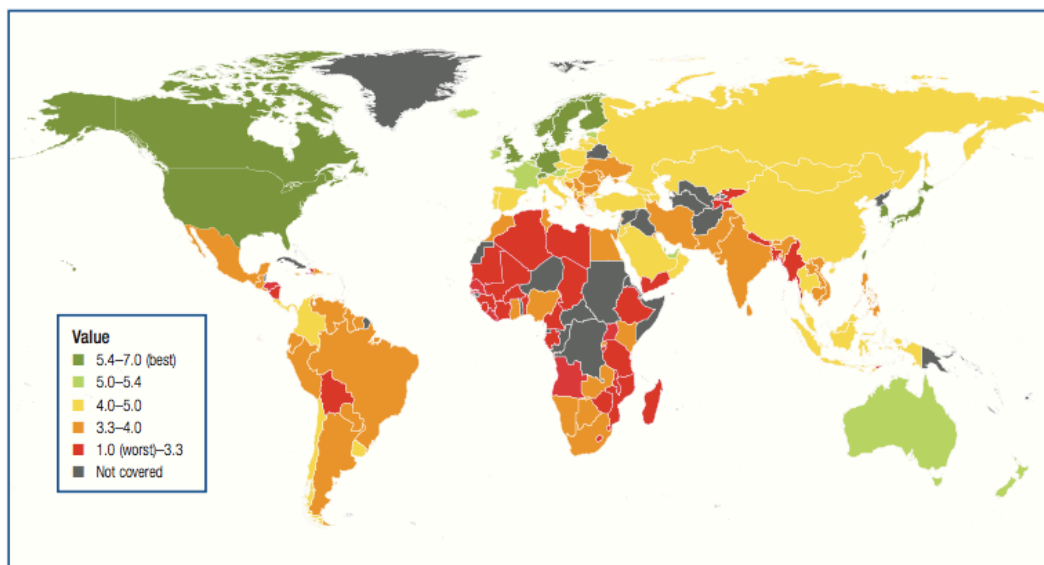 Value
5.4–7.0 (best)
5.0–5.4
4.0–5.0
3.3–4.0
1.0 (worst)–3.3
Not covered